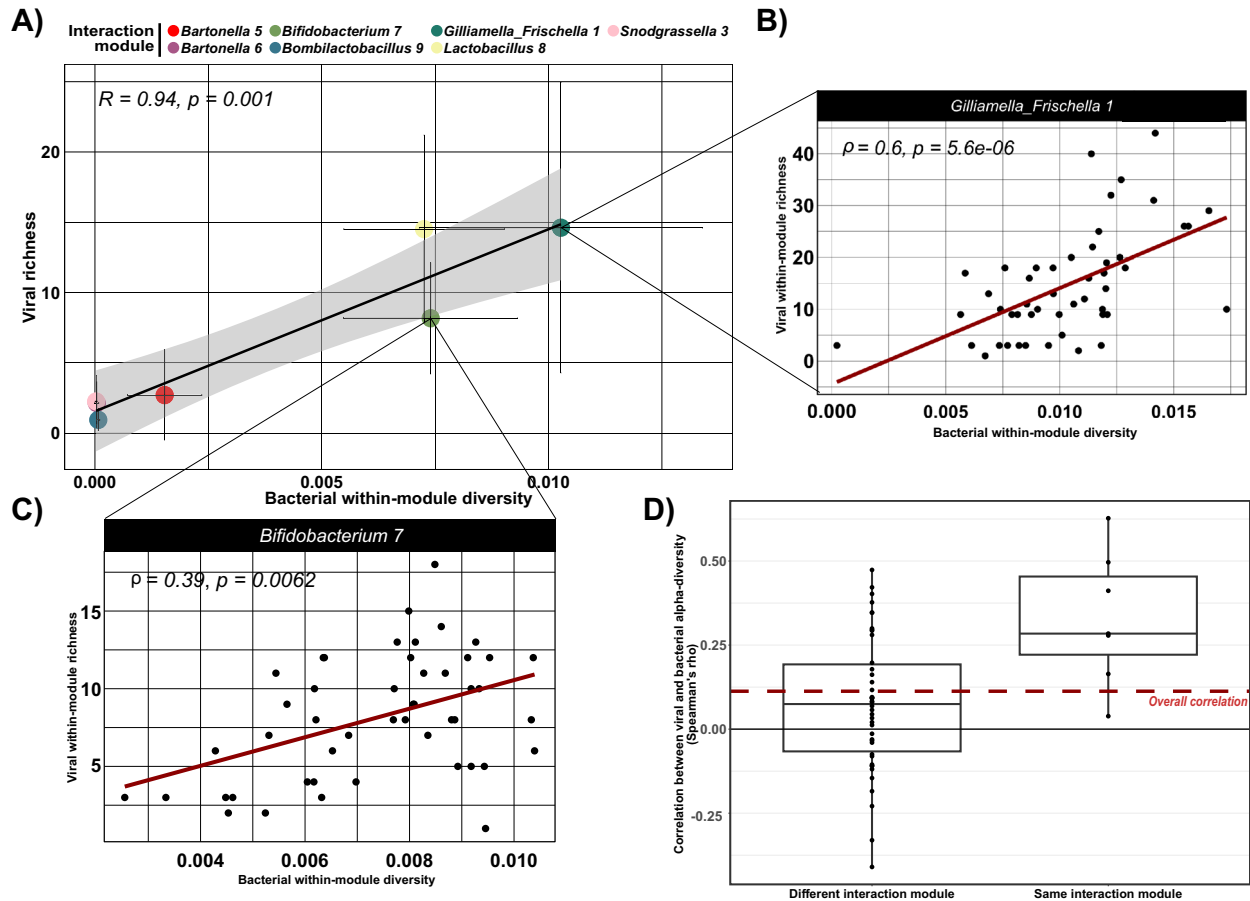 A)
Interaction module
Bartonella 5
Bifidobacterium 7
Gilliamella_Frischella 1
Snodgrassella 3
Bartonella 6
Bombilactobacillus 9
Lactobacillus 8
R = 0.94, p = 0.001
Viral richness
20
10
0
0.000
0.005
0.010
Bacterial within-module diversity
B)
Gilliamella_Frischella 1
ρ = 0.6, p = 5.6e-06
Viral within-module richness
40
30
20
10
0
0.000
0.005
0.010
0.015
Bacterial within-module diversity
C)
Bifidobacterium 7
ρ = 0.39, p = 0.0062
Viral within-module richness
15
10
5
0.004
0.006
0.008
0.010
Bacterial within-module diversity
D)
Correlation between viral and bacterial alpha-diversity
(Spearman's rho)
0.50
0.25
0.00
-0.25
Overall correlation
Different interaction module
Same interaction module